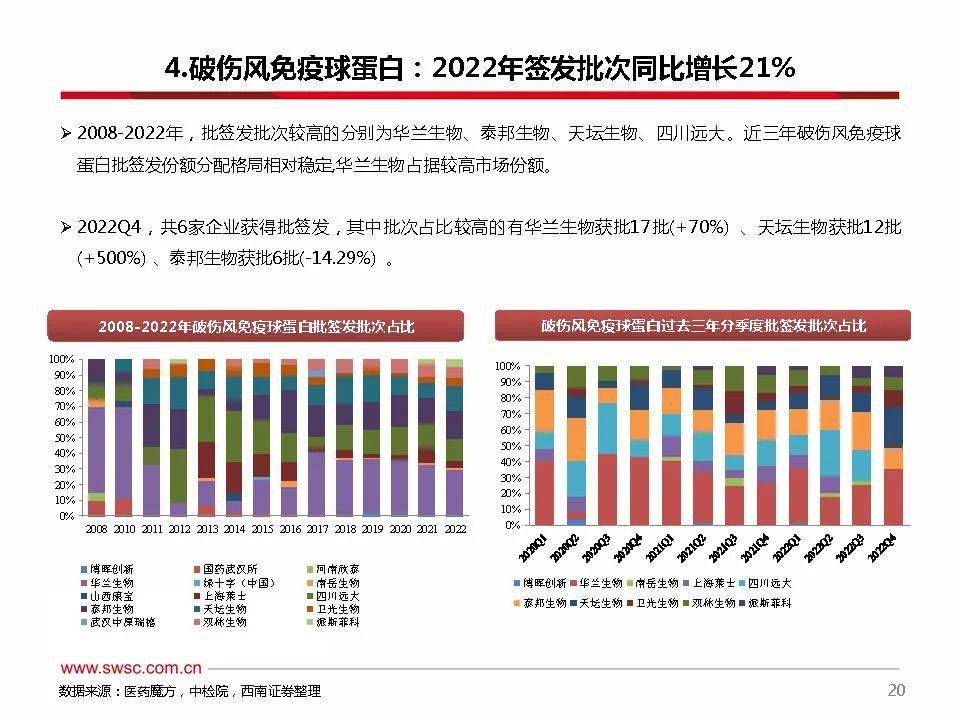 4.破伤风免疫球蛋白：2022年签发批次同比增长21%
➢ 2008-2022年，批签发批次较高的分别为华兰生物、泰邦生物、天坛生物、四川远大。近三年破伤风免疫球
蛋白批签发份额分配格局相对稳定,华兰生物占据较高市场份额。
➢ 2022Q4，共6家企业获得批签发，其中批次占比较高的有华兰生物获批17批(+70%) 、天坛生物获批12批
(+500%) 、泰邦生物获批6批(-14.29%) 。
2008-2022年破伤风免疫球蛋白批签发批次占比
100%
90%
80%
70%
60%
50%
40%
30%
20%
10%
0%
2008 2010 2011 2012 2013 2014 2015 2016 2017 2018 2019 2020 2021 2022
博晖创新 国药武汉所 河南欣泰
华兰生物 绿十字（中国） 南岳生物
山西康宝 上海莱士 四川远大
泰邦生物 天坛生物 卫光生物
武汉中原瑞德 双林生物 派斯菲科
破伤风免疫球蛋白过去三年分季度批签发批次占比
100%
90%
80%
70%
60%
50%
40%
30%
20%
10%
0%
2020Q1 2020Q2 2020Q3 2020Q4 2021Q1 2021Q2 2021Q3 2021Q4 2022Q1 2022Q2 2022Q3 2022Q4
博晖创新 华兰生物 南岳生物 上海莱士 四川远大
泰邦生物 天坛生物 卫光生物 双林生物 派斯菲科
www.swsc.com.cn
数据来源：医药魔方，中检院，西南证券整理
20